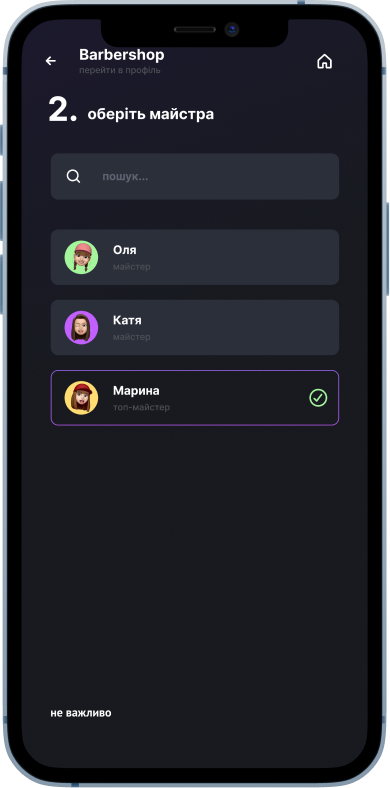 Barbershop
перейти в профіль
2. оберіть майстра
пошук...
Оля
майстер
Катя
майстер
Марина
топ-майстер
не важливо